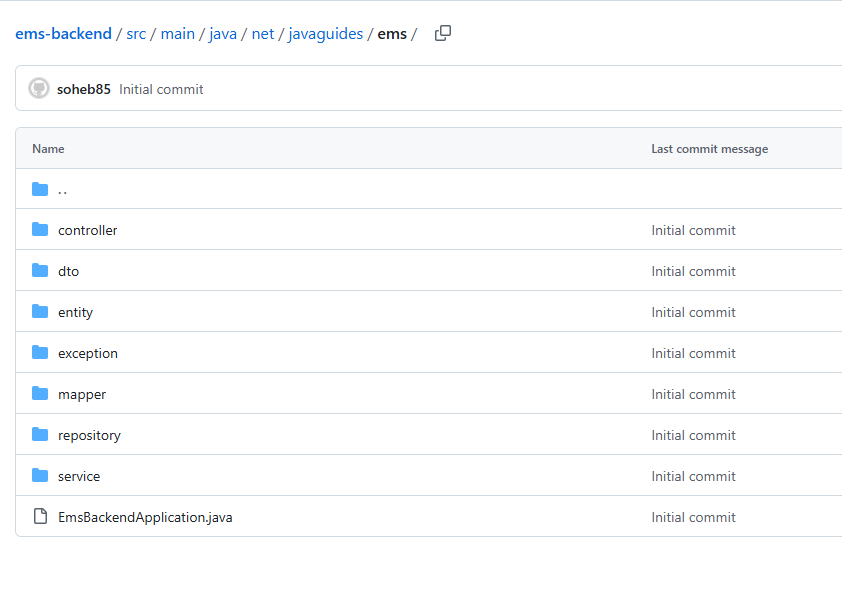 ems-backend / src / main / java / net / javaguides / ems /
soheb85 Initial commit
Name Last commit message
..
controller Initial commit
dto Initial commit
entity Initial commit
exception Initial commit
mapper Initial commit
repository Initial commit
service Initial commit
EmsBackendApplication.java Initial commit